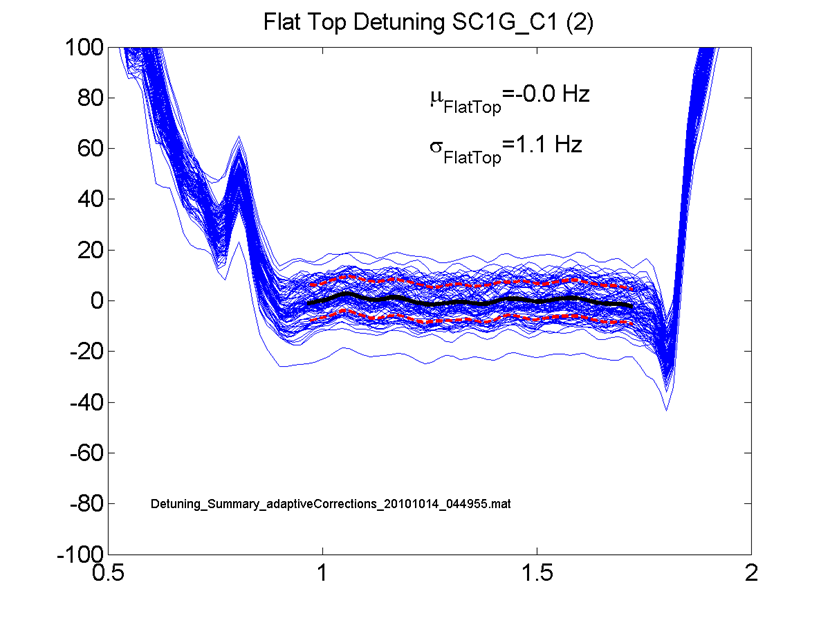 Flat Top Detuning SC1G_C1 (2)
100
80
60
40
20
0
-20
-40
-60
-80
-100
μFlatTop=-0.0 Hz
σFlatTop=1.1 Hz
Detuning_Summary_adaptiveCorrections_20101014_044955.mat
0.5 1 1.5 2